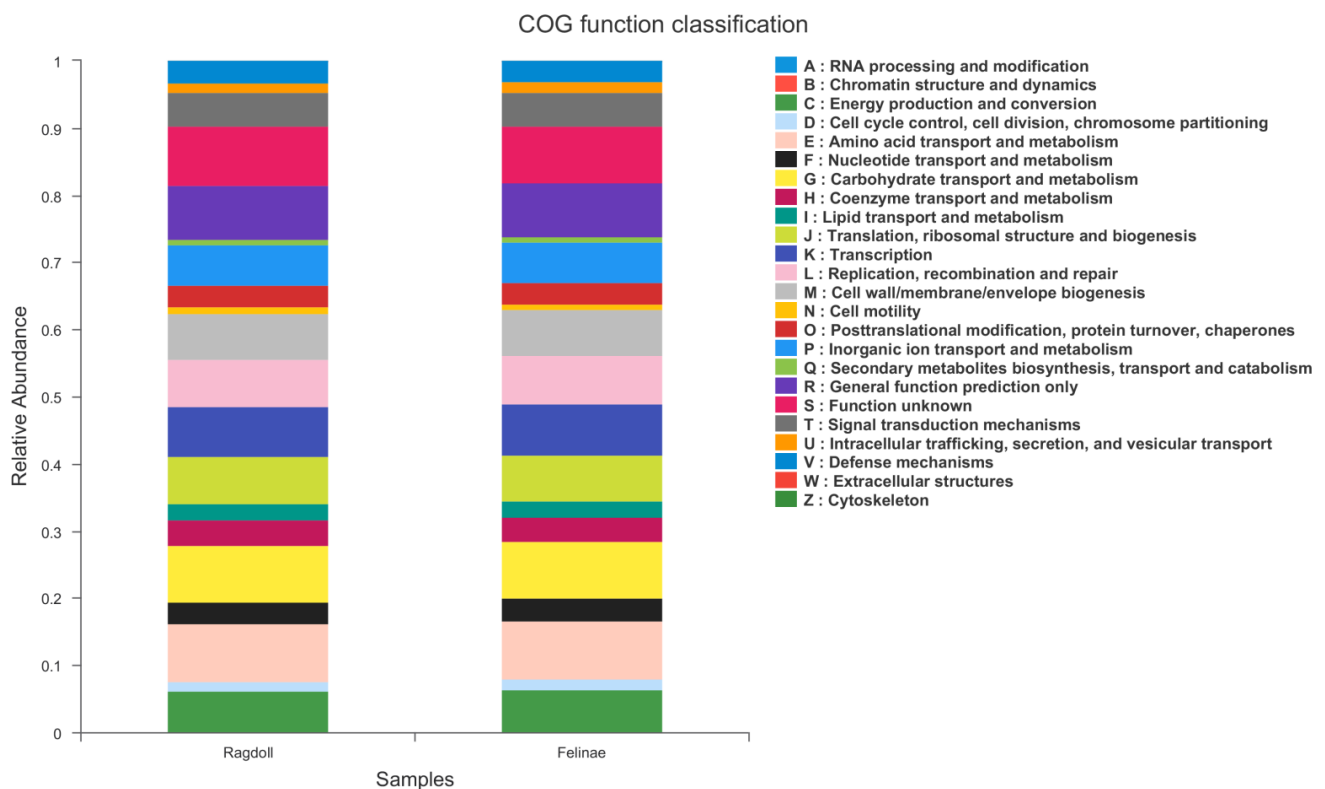 COG function classification
1
0.9
0.8
0.7
0.6
0.5
0.4
0.3
0.2
0.1
0
Relative Abundance
Ragdoll
Felinae
Samples
A : RNA processing and modification
B : Chromatin structure and dynamics
C : Energy production and conversion
D : Cell cycle control, cell division, chromosome partitioning
E : Amino acid transport and metabolism
F : Nucleotide transport and metabolism
G : Carbohydrate transport and metabolism
H : Coenzyme transport and metabolism
I : Lipid transport and metabolism
J : Translation, ribosomal structure and biogenesis
K : Transcription
L : Replication, recombination and repair
M : Cell wall/membrane/envelope biogenesis
N : Cell motility
O : Posttranslational modification, protein turnover, chaperones
P : Inorganic ion transport and metabolism
Q : Secondary metabolites biosynthesis, transport and catabolism
R : General function prediction only
S : Function unknown
T : Signal transduction mechanisms
U : Intracellular trafficking, secretion, and vesicular transport
V : Defense mechanisms
W : Extracellular structures
Z : Cytoskeleton